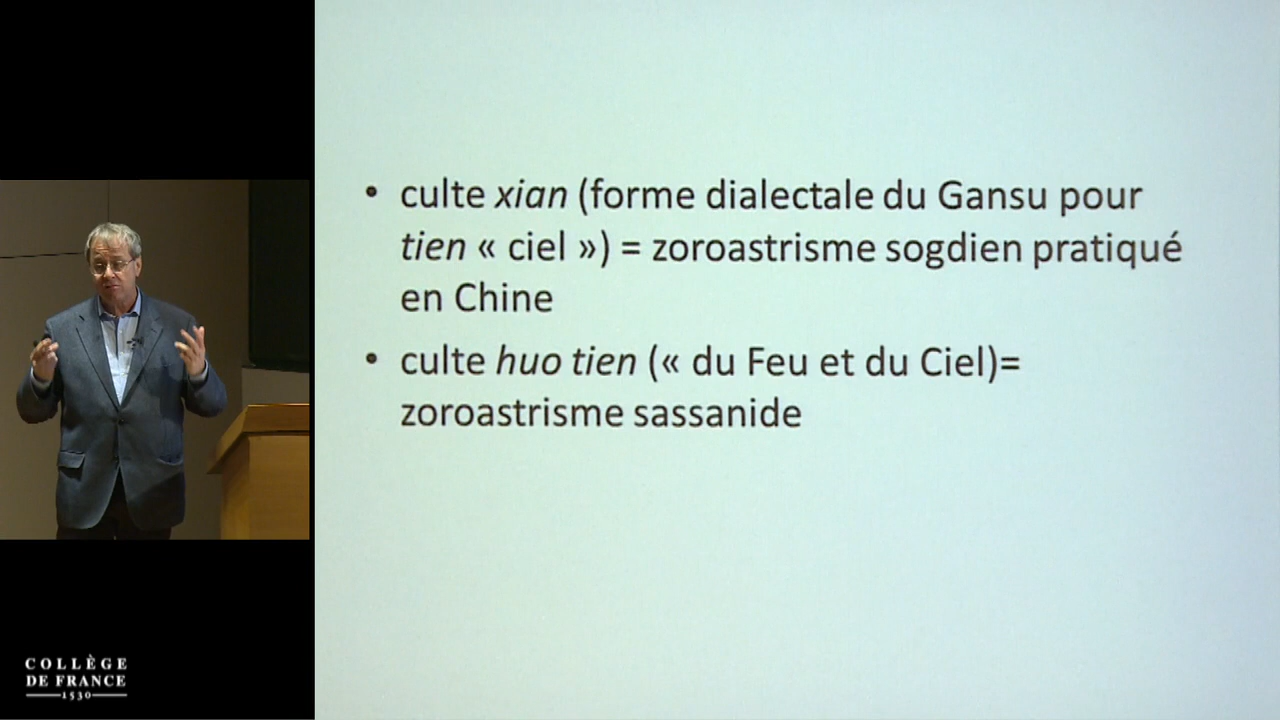 • culte xian (forme dialectale du Gansu pour
tien « ciel ») = zoroastrisme sogdien pratiqué
en Chine
• culte huo tien (« du Feu et du Ciel)=
zoroastrisme sassanide
COLLÈGE
DE FRANCE
1530